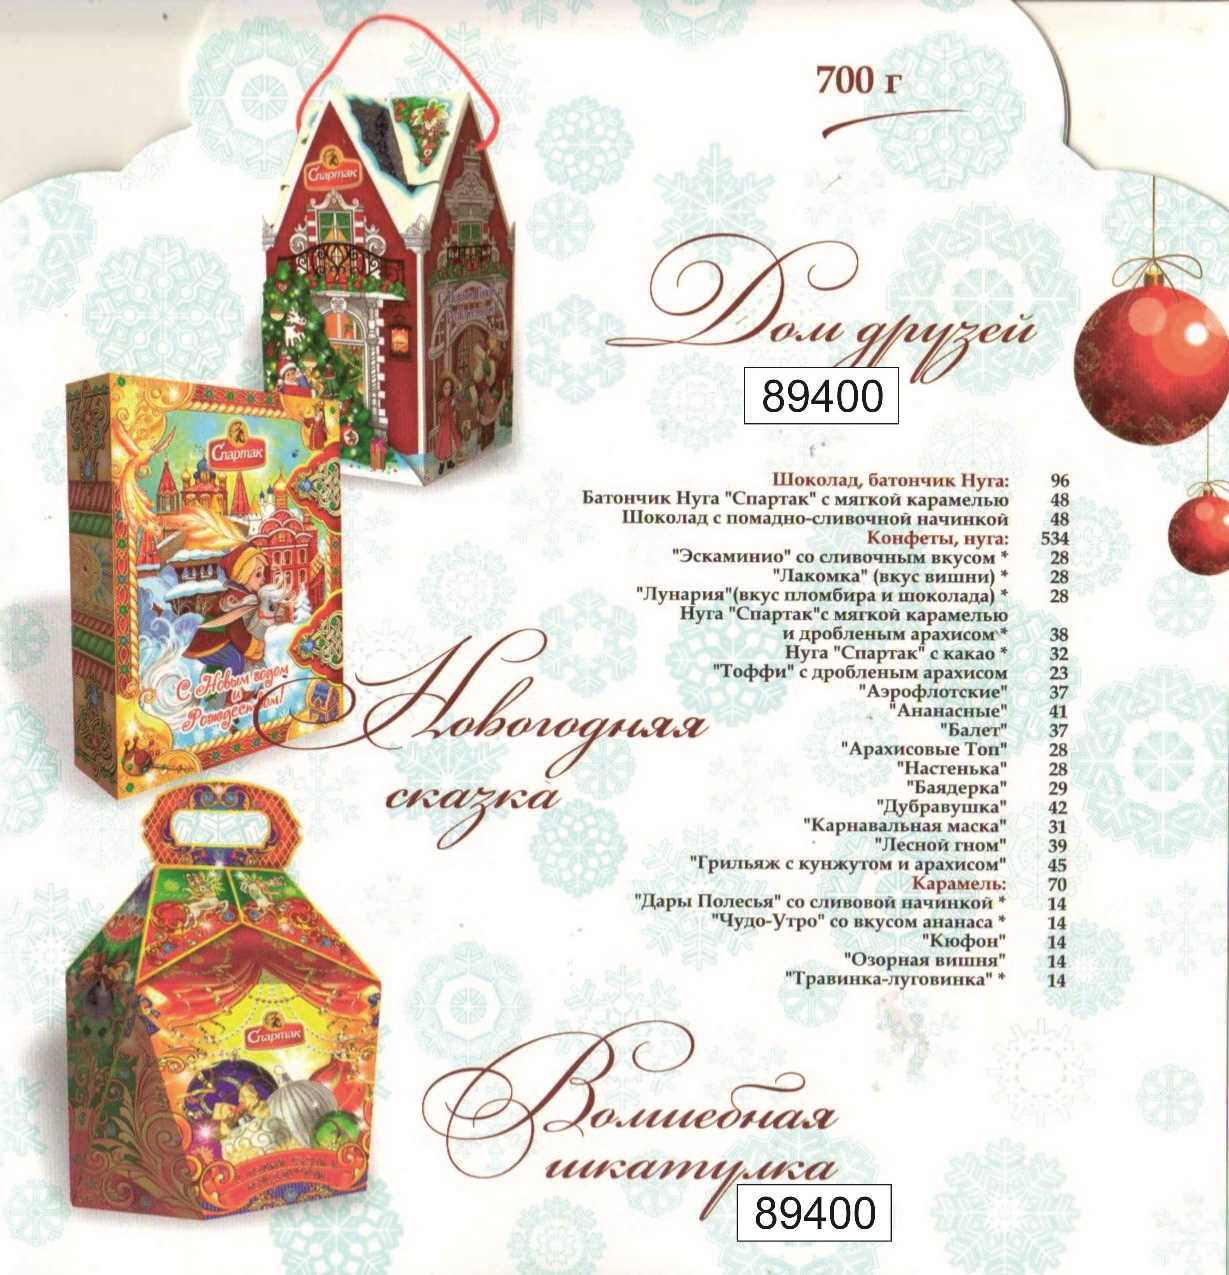 700 г
Спартак
Дом друзей
89400
Спартак
С Новым годом
и
Рождеством!
Новогодняя
сказка
Шоколад, батончик Нуга: 96
Батончик Нуга "Спартак" с мягкой карамелью 48
Шоколад с помадно-сливочной начинкой 48
Конфеты, нуга: 534
"Эскаминио" со сливочным вкусом * 28
"Лакомка" (вкус вишни) * 28
"Лунария"(вкус пломбира и шоколада) * 28
Нуга "Спартак"с мягкой карамелью
и дробленым арахисом * 38
Нуга "Спартак" с какао * 32
"Тоффи" с дробленым арахисом 23
"Аэрофлотские" 37
"Ананасные" 41
"Балет" 37
"Арахисовые Топ" 28
"Настенька" 28
"Баядерка" 29
"Дубравушка" 42
"Карнавальная маска" 31
"Лесной гном" 39
"Грильяж с кунжутом и арахисом" 45
Карамель: 70
"Дары Полесья" со сливовой начинкой * 14
"Чудо-Утро" со вкусом ананаса * 14
"Кюфон" 14
"Озорная вишня" 14
"Травинка-луговинка" * 14
Спартак
Волшебная
шкатулка
89400